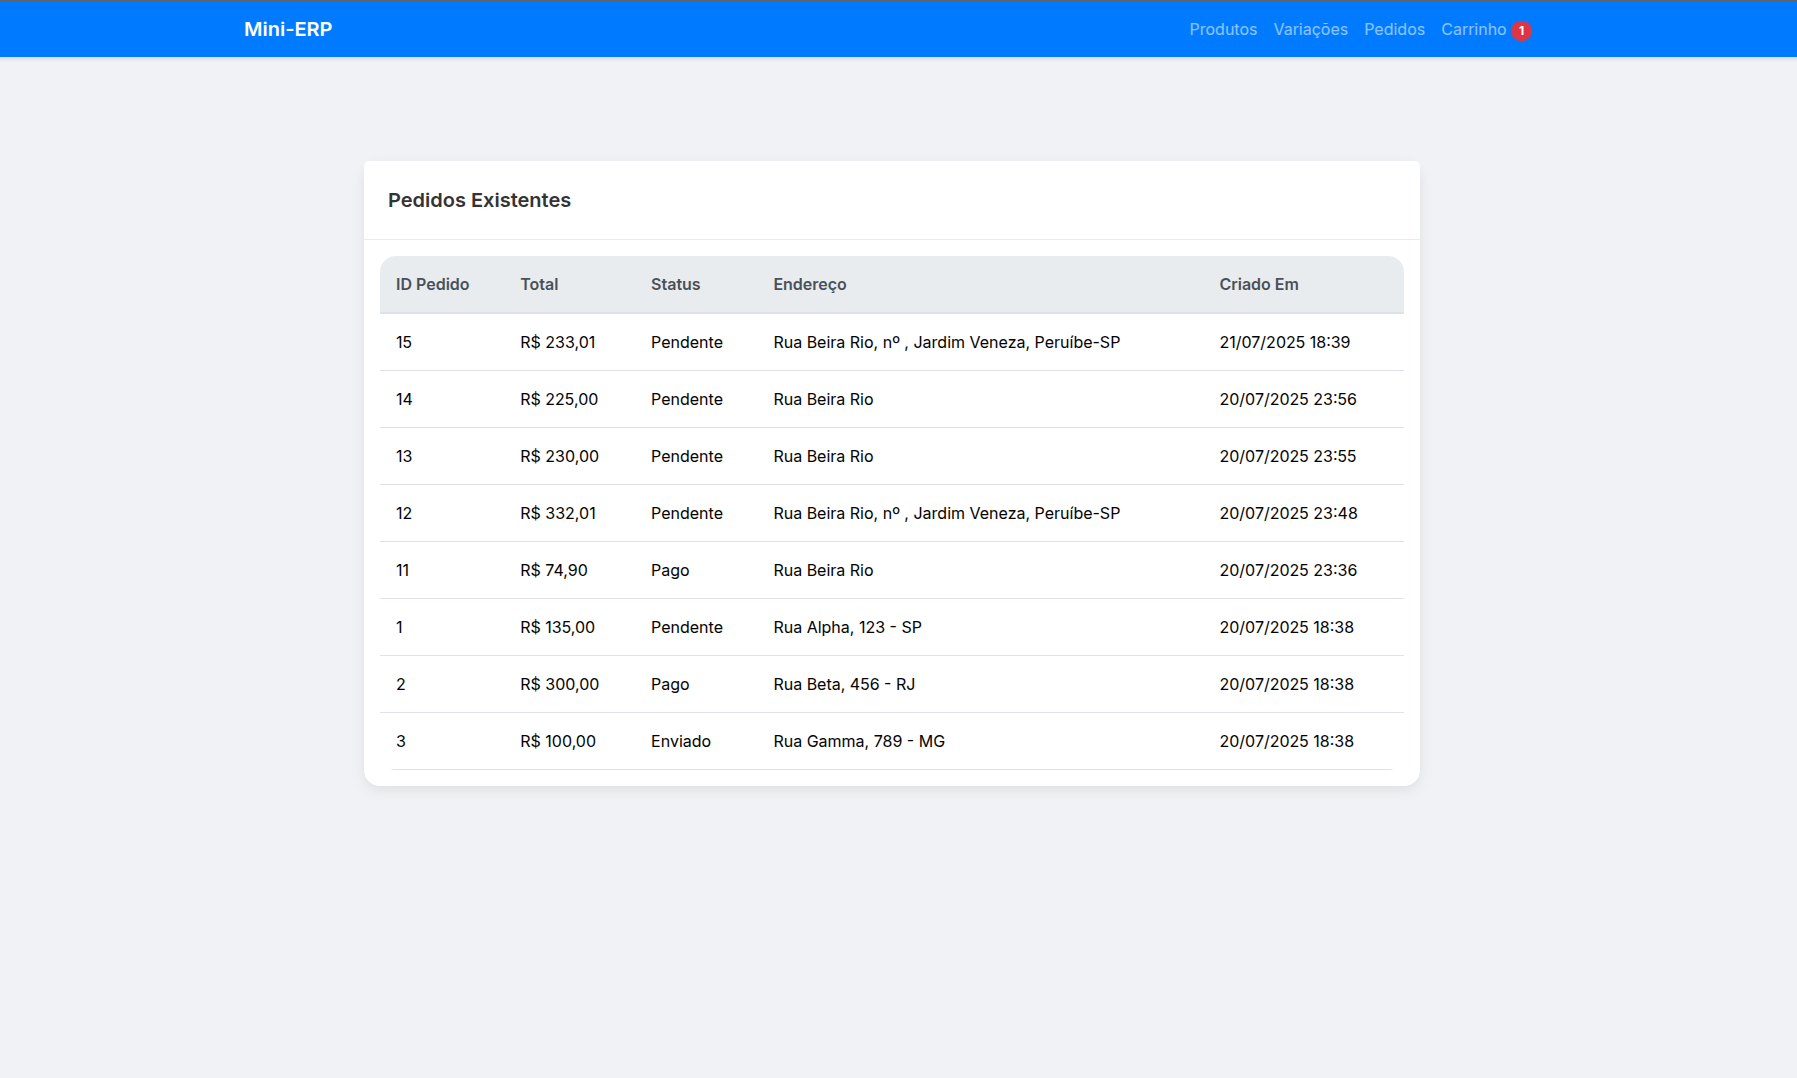 Mini-ERP Produtos Variações Pedidos Carrinho 1
Pedidos Existentes
ID Pedido Total Status Endereço Criado Em
15 R$ 233,01 Pendente Rua Beira Rio, nº , Jardim Veneza, Peruíbe-SP 21/07/2025 18:39
14 R$ 225,00 Pendente Rua Beira Rio 20/07/2025 23:56
13 R$ 230,00 Pendente Rua Beira Rio 20/07/2025 23:55
12 R$ 332,01 Pendente Rua Beira Rio, nº , Jardim Veneza, Peruíbe-SP 20/07/2025 23:48
11 R$ 74,90 Pago Rua Beira Rio 20/07/2025 23:36
1 R$ 135,00 Pendente Rua Alpha, 123 - SP 20/07/2025 18:38
2 R$ 300,00 Pago Rua Beta, 456 - RJ 20/07/2025 18:38
3 R$ 100,00 Enviado Rua Gamma, 789 - MG 20/07/2025 18:38